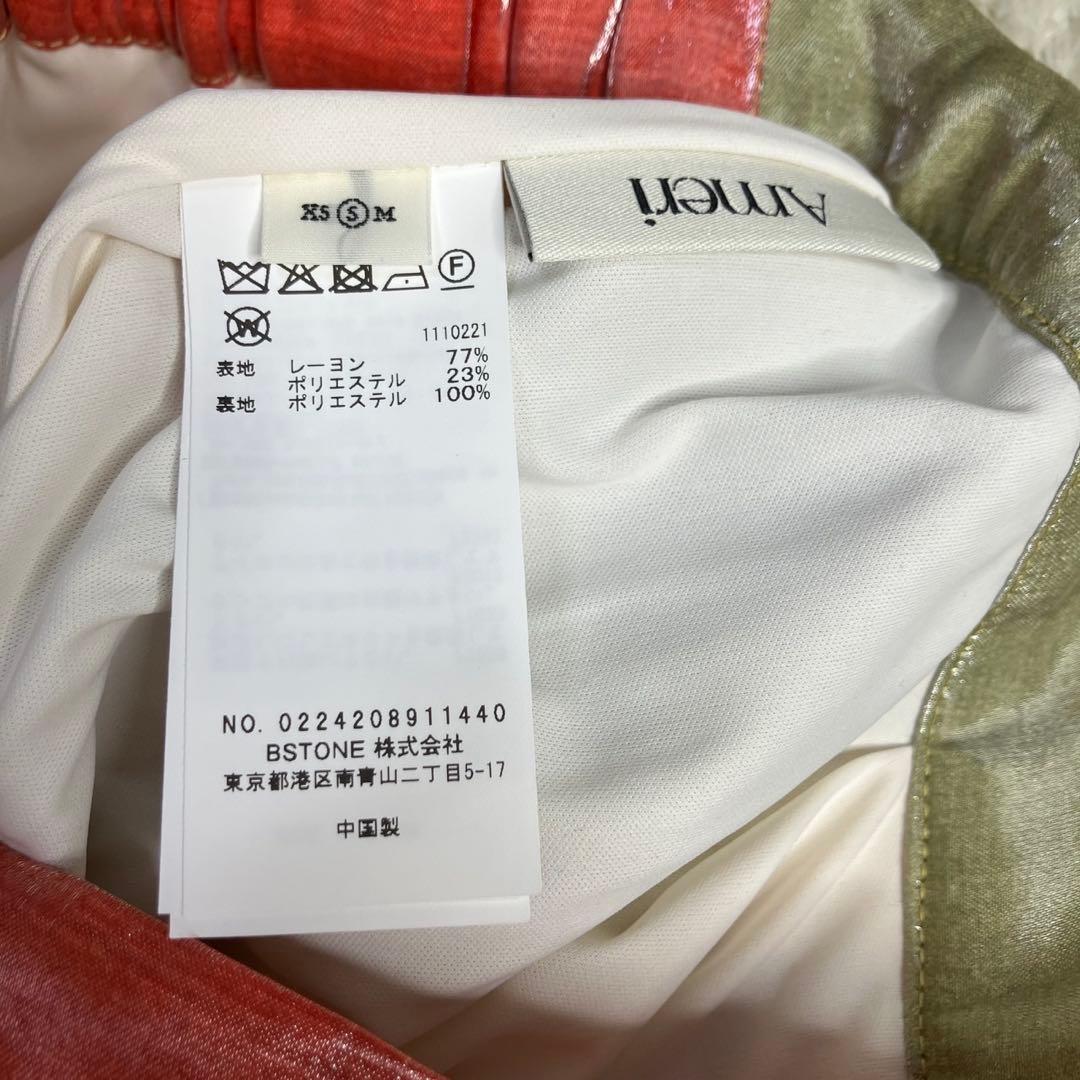 Ameri
XS S M
F
W
1110221
表地 レーヨン 77%
ポリエステル 23%
裏地 ポリエステル 100%
NO. 0224208911440
BSTONE 株式会社
東京都港区南青山二丁目5-17
中国製